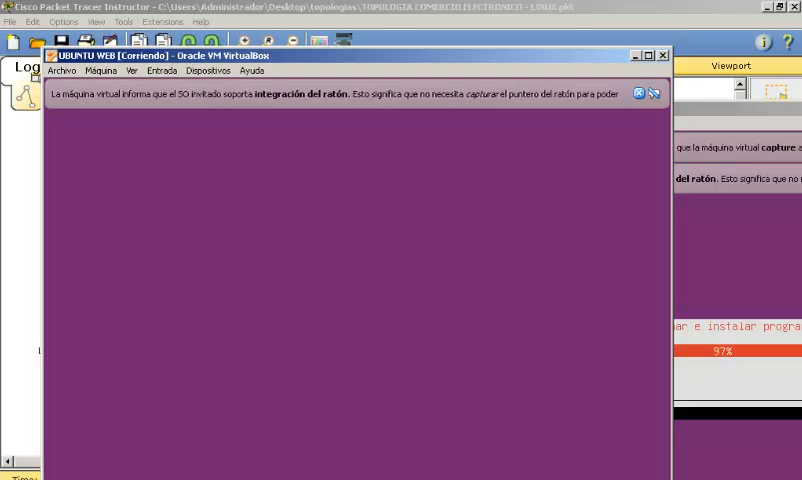 Cisco Packet Tracer Instructor - C:\Users\Administrador\Desktop\topologias\TOPOLOGIA COMERCIO ELECTRONICO - LINUX.pkt
File Edit Options View Tools Extensions Help
Log
Viewport
UBUNTU WEB [Corriendo] - Oracle VM VirtualBox
Archivo Máquina Ver Entrada Dispositivos Ayuda
La máquina virtual informa que el SO invitado soporta integración del ratón. Esto significa que no necesita capturar el puntero del ratón para poder
que la máquina virtual capture a
del ratón. Esto significa que no
ar e instalar progra
97%
Time: